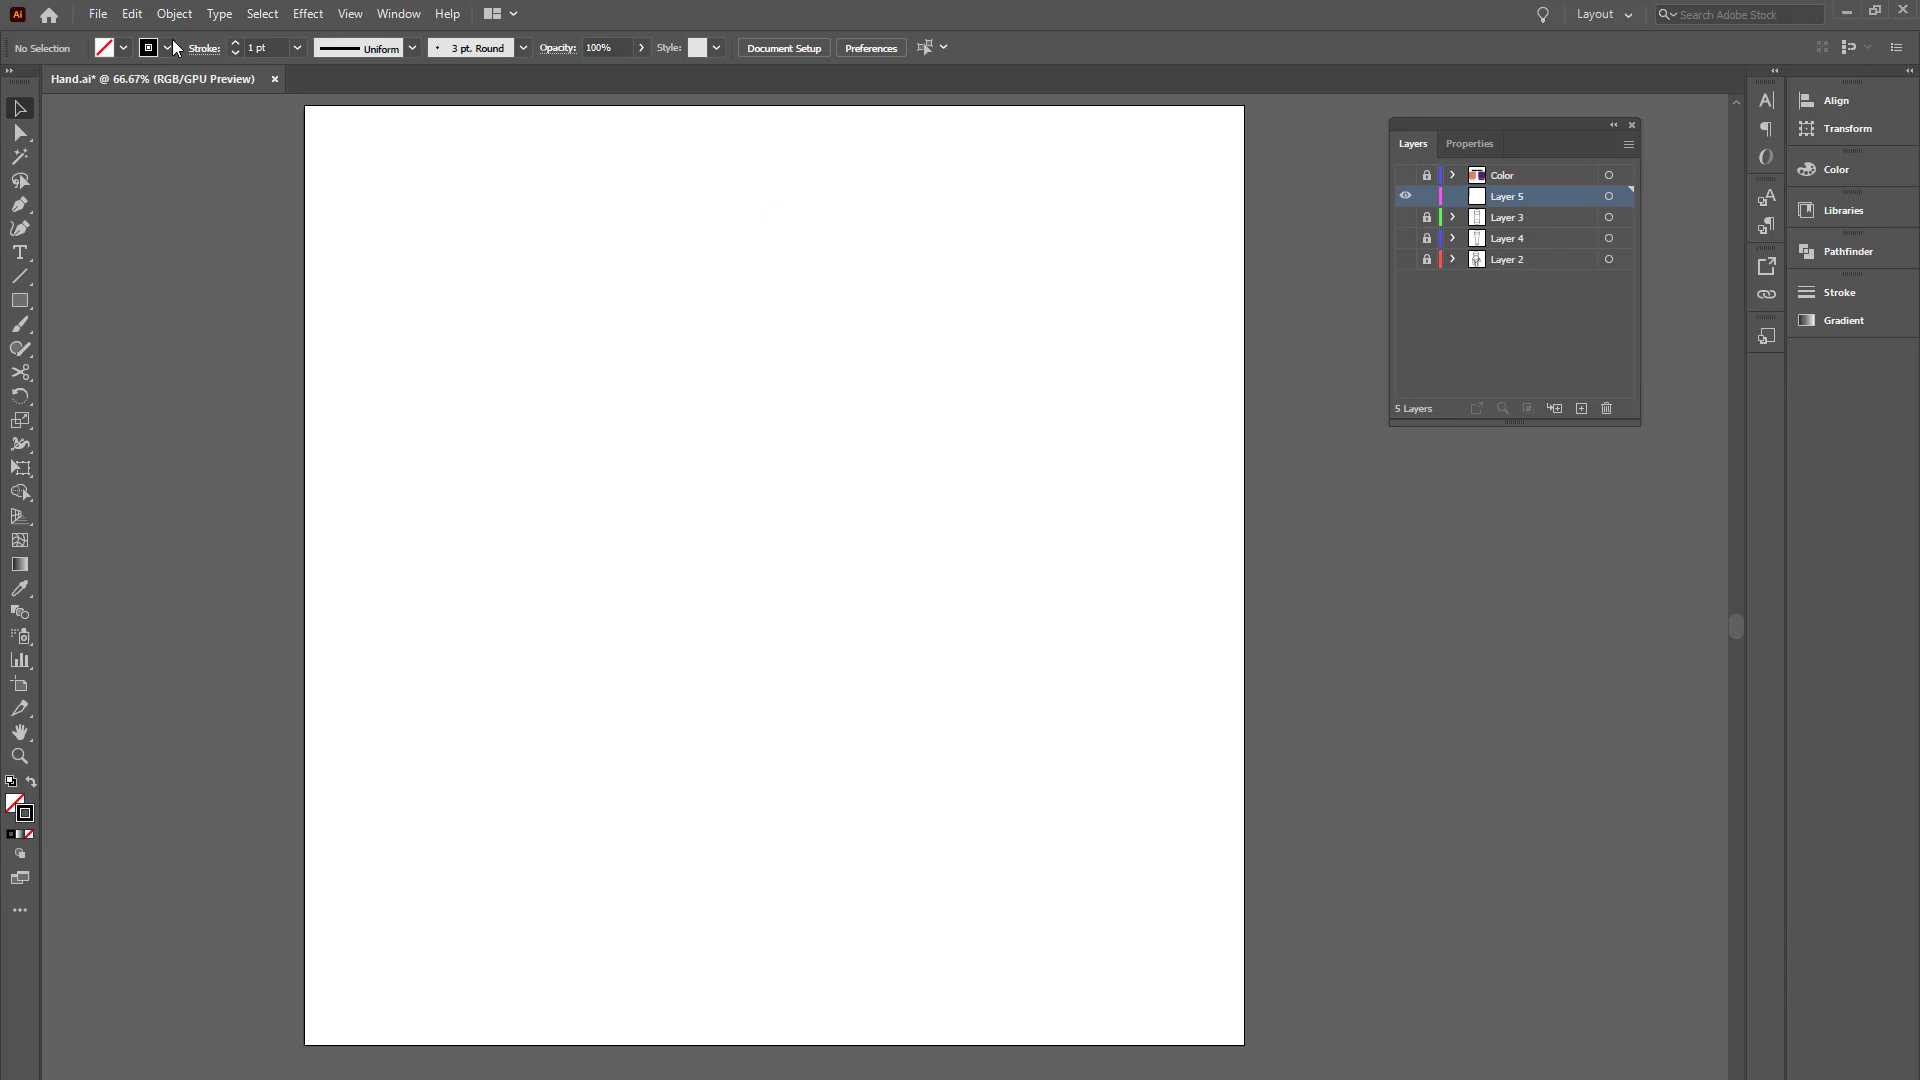 Ai File Edit Object Type Select Effect View Window Help Layout Search Adobe Stock
No Selection Stroke: 1 pt Uniform 3 pt. Round Opacity: 100% Style: Document Setup Preferences
Hand.ai* @ 66.67% (RGB/GPU Preview)
Layers Properties
Color
Layer 5
Layer 3
Layer 4
Layer 2
5 Layers
Align
Transform
Color
Libraries
Pathfinder
Stroke
Gradient